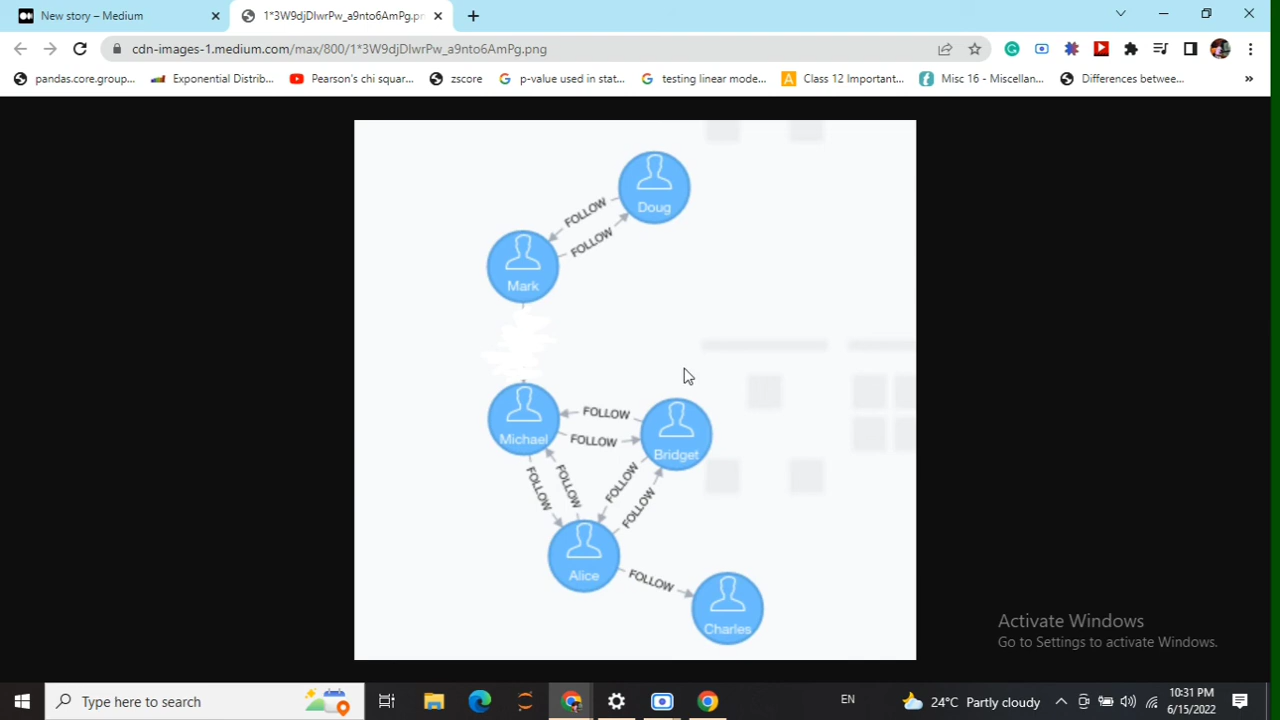 New story – Medium
1*3W9djDIwrPw_a9nto6AmPg.pn
cdn-images-1.medium.com/max/800/1*3W9djDIwrPw_a9nto6AmPg.png
pandas.core.group...
Exponential Distrib...
Pearson's chi squar...
zscore
p-value used in stat...
testing linear mode...
Class 12 Important...
Misc 16 - Miscellan...
Differences betwee...
»
Doug
FOLLOW
FOLLOW
Mark
Michael
FOLLOW
FOLLOW
Bridget
FOLLOW
FOLLOW
FOLLOW
FOLLOW
Alice
FOLLOW
Charles
Activate Windows
Go to Settings to activate Windows.
Type here to search
EN
24°C Partly cloudy
10:31 PM
6/15/2022